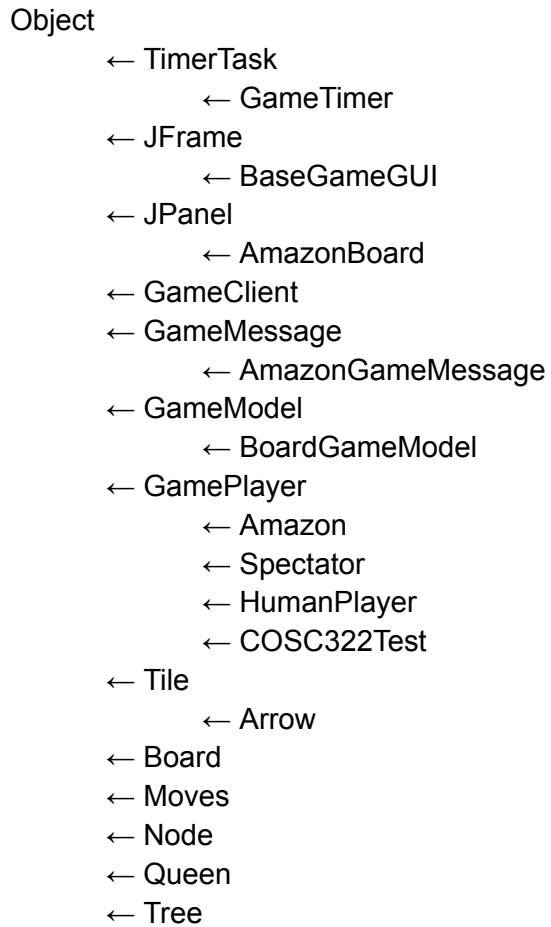 Object
← TimerTask
← GameTimer
← JFrame
← BaseGameGUI
← JPanel
← AmazonBoard
← GameClient
← GameMessage
← AmazonGameMessage
← GameModel
← BoardGameModel
← GamePlayer
← Amazon
← Spectator
← HumanPlayer
← COSC322Test
← Tile
← Arrow
← Board
← Moves
← Node
← Queen
← Tree